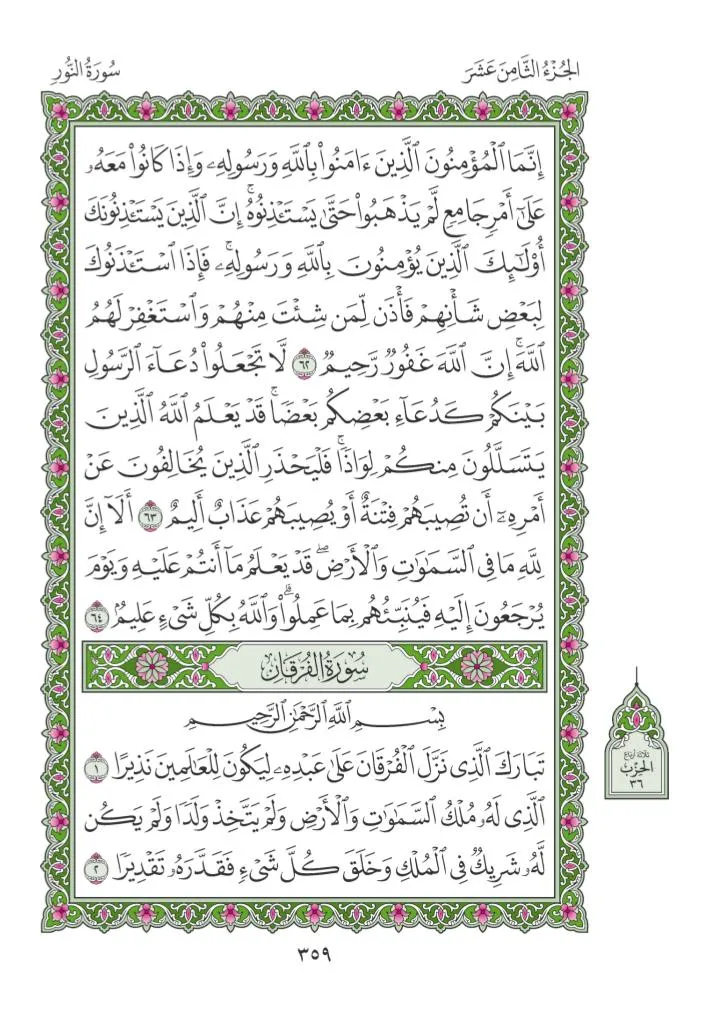 الجُزْءُ الثَّامِنَ عَشَرَ
سُورَةُ النُّورِ
إِنَّمَا ٱلْمُؤْمِنُونَ ٱلَّذِينَ ءَامَنُوا۟ بِٱللَّهِ وَرَسُولِهِۦ وَإِذَا كَانُوا۟ مَعَهُۥ
عَلَىٰٓ أَمْرٍ جَامِعٍ لَّمْ يَذْهَبُوا۟ حَتَّىٰ يَسْتَـْٔذِنُوهُ ۚ إِنَّ ٱلَّذِينَ يَسْتَـْٔذِنُونَكَ
أُو۟لَـٰٓئِكَ ٱلَّذِينَ يُؤْمِنُونَ بِٱللَّهِ وَرَسُولِهِۦ ۚ فَإِذَا ٱسْتَـْٔذَنُوكَ
لِبَعْضِ شَأْنِهِمْ فَأْذَن لِّمَن شِئْتَ مِنْهُمْ وَٱسْتَغْفِرْ لَهُمُ
ٱللَّهَ ۚ إِنَّ ٱللَّهَ غَفُورٌ رَّحِيمٌ ٦٢ لَّا تَجْعَلُوا۟ دُعَآءَ ٱلرَّسُولِ
بَيْنَكُمْ كَدُعَآءِ بَعْضِكُم بَعْضًا ۚ قَدْ يَعْلَمُ ٱللَّهُ ٱلَّذِينَ
يَتَسَلَّلُونَ مِنكُمْ لِوَاذًا ۚ فَلْيَحْذَرِ ٱلَّذِينَ يُخَالِفُونَ عَنْ
أَمْرِهِۦٓ أَن تُصِيبَهُمْ فِتْنَةٌ أَوْ يُصِيبَهُمْ عَذَابٌ أَلِيمٌ ٦٣ أَلَآ إِنَّ
لِلَّهِ مَا فِى ٱلسَّمَـٰوَٰتِ وَٱلْأَرْضِ ۖ قَدْ يَعْلَمُ مَآ أَنتُمْ عَلَيْهِ وَيَوْمَ
يُرْجَعُونَ إِلَيْهِ فَيُنَبِّئُهُم بِمَا عَمِلُوا۟ ۗ وَٱللَّهُ بِكُلِّ شَىْءٍ عَلِيمٌۢ ٦٤
سُورَةُ الفُرْقَانِ
بِسْمِ ٱللَّهِ ٱلرَّحْمَـٰنِ ٱلرَّحِيمِ
تَبَارَكَ ٱلَّذِى نَزَّلَ ٱلْفُرْقَانَ عَلَىٰ عَبْدِهِۦ لِيَكُونَ لِلْعَـٰلَمِينَ نَذِيرًا ١
ٱلَّذِى لَهُۥ مُلْكُ ٱلسَّمَـٰوَٰتِ وَٱلْأَرْضِ وَلَمْ يَتَّخِذْ وَلَدًا وَلَمْ يَكُن
لَّهُۥ شَرِيكٌ فِى ٱلْمُلْكِ وَخَلَقَ كُلَّ شَىْءٍ فَقَدَّرَهُۥ تَقْدِيرًا ٢
ثلاثة أرباع
الحِزْب
٣٦
٣٥٩